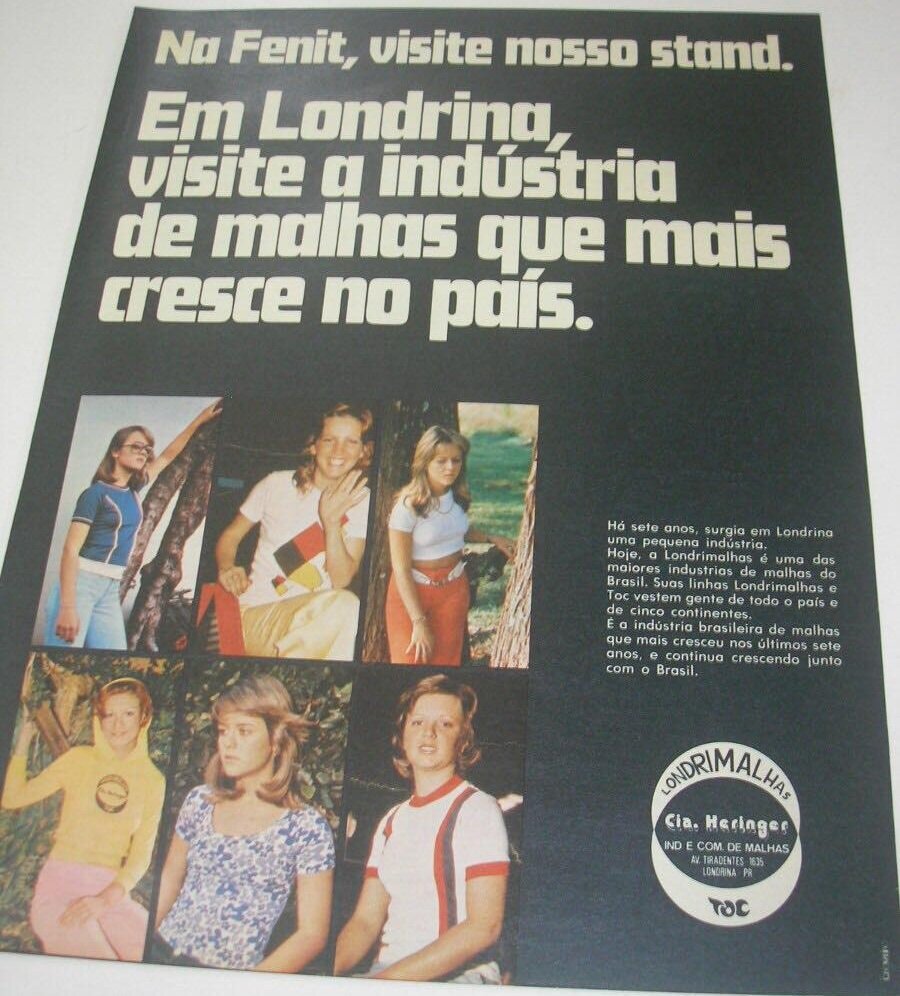 Na Fenit, visite nosso stand.
Em Londrina,
visite a indústria
de malhas que mais
cresce no país.
Há sete anos, surgia em Londrina
uma pequena indústria.
Hoje, a Londrimalhas é uma das
maiores industrias de malhas do
Brasil. Suas linhas Londrimalhas e
Toc vestem gente de todo o país e
de cinco continentes.
É a indústria brasileira de malhas
que mais cresceu nos últimos sete
anos, e continua crescendo junto
com o Brasil.
Cia. Heringer
LONDRIMALHAS
Cia. Heringer
IND E COM. DE MALHAS
AV. TIRADENTES 1635
LONDRINA PR
TOC